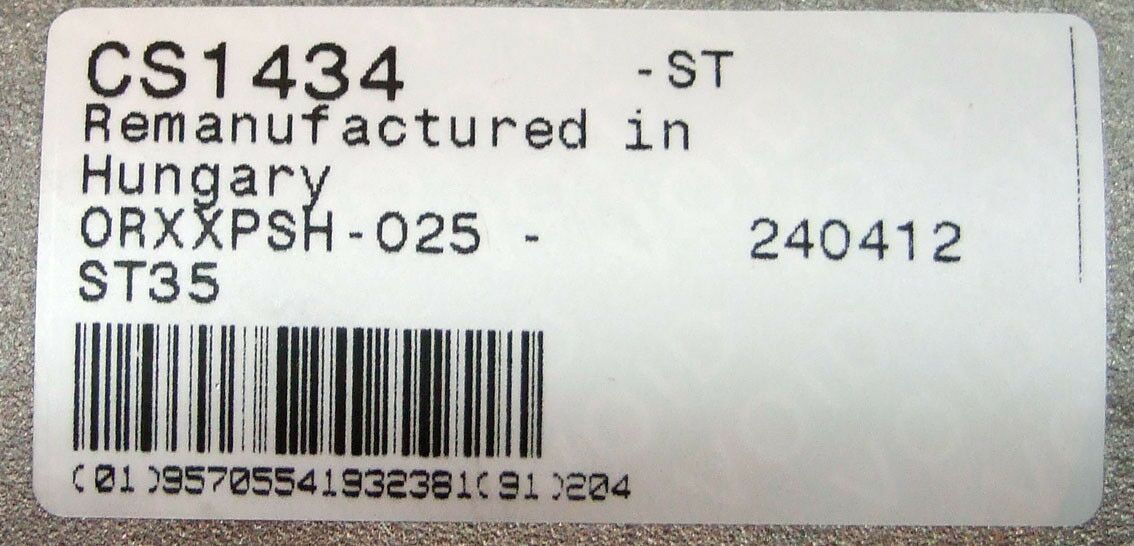 CS1434 -ST
Remanufactured in
Hungary
ORXXPSH-025 - 240412
ST35
(01)95705541932381(91)204